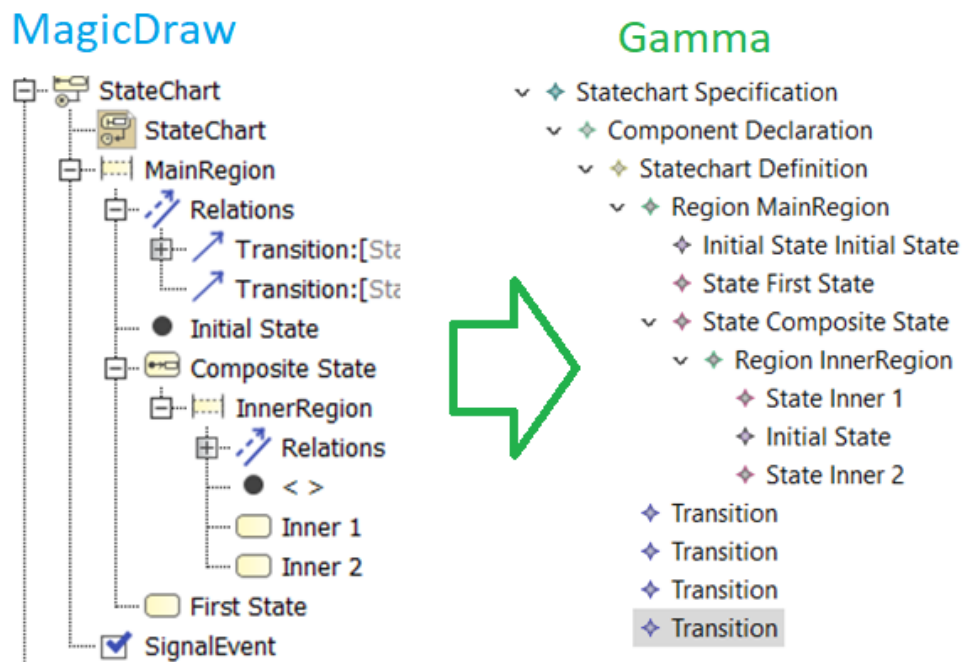 MagicDraw
StateChart
StateChart
MainRegion
Relations
Transition:[Sta
Transition:[Sta
Initial State
Composite State
InnerRegion
Relations
< >
Inner 1
Inner 2
First State
SignalEvent
Gamma
Statechart Specification
Component Declaration
Statechart Definition
Region MainRegion
Initial State Initial State
State First State
State Composite State
Region InnerRegion
State Inner 1
Initial State
State Inner 2
Transition
Transition
Transition
Transition